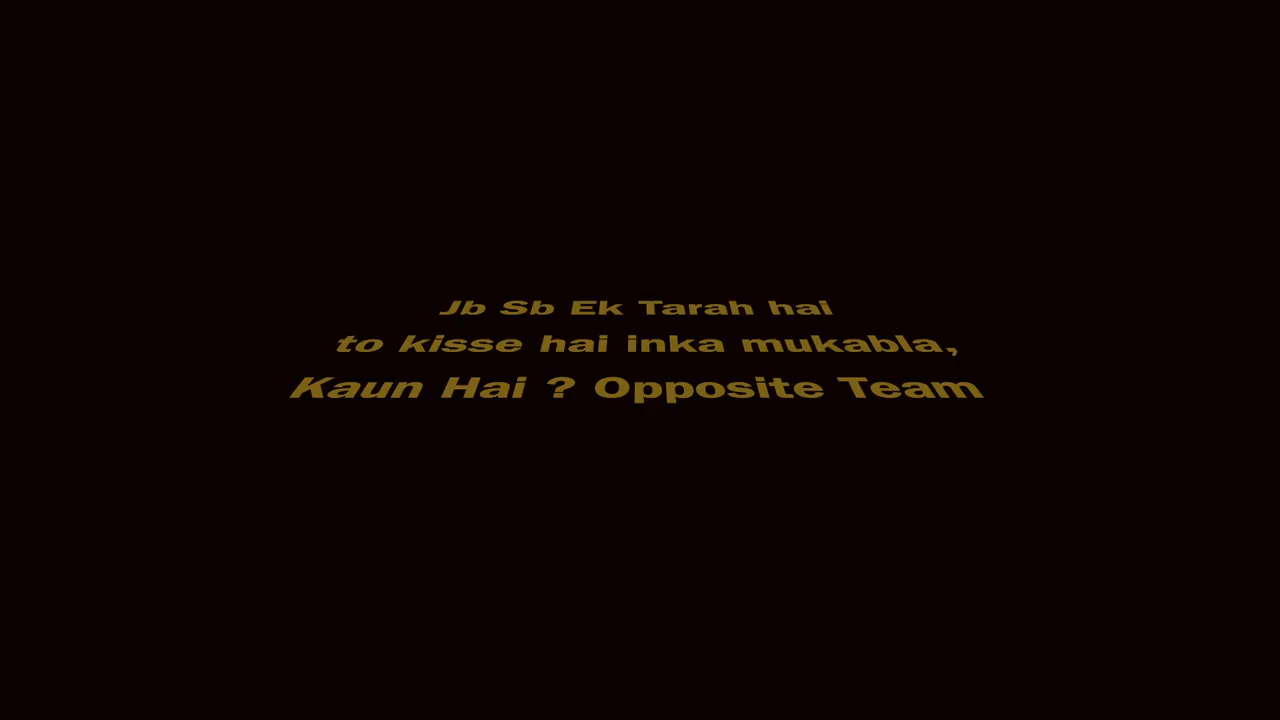 Jb Sb Ek Tarah hai
to kisse hai inka mukabla,
Kaun Hai ? Opposite Team